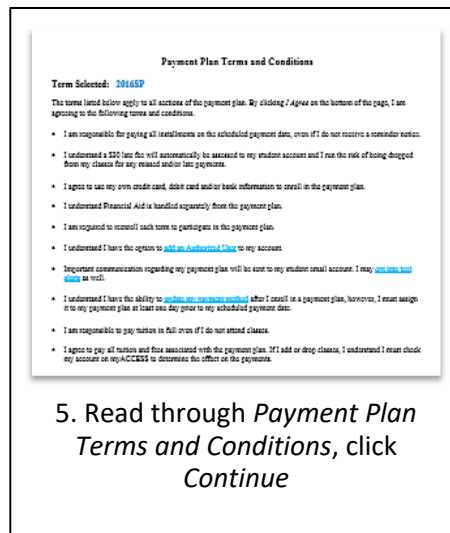 Payment Plan Terms and Conditions
Term Selected: 2016SP
The terms listed below apply to all sections of the payment plan. By clicking I Agree on the bottom of the page, I am
agreeing to the following terms and conditions.
• I am responsible for paying all installments on the scheduled payment date, even if I do not receive a reminder notice.
• I understand a $30 late fee will automatically be assessed to my student account and I run the risk of being dropped
from my classes for any missed and/or late payments.
• I agree to use my own credit card, debit card and/or bank information to enroll in the payment plan.
• I understand Financial Aid is handled separately from the payment plan.
• I am required to reenroll each term to participate in the payment plan.
• I understand I have the option to add an Authorized User to my account.
• Important communication regarding my payment plan will be sent to my student email account. I may opt into text
alerts as well.
• I understand I have the ability to update my payment method after I enroll in a payment plan, however, I must assign
it to my payment plan at least one day prior to my scheduled payment date.
• I am responsible to pay tuition in full even if I do not attend classes.
• I agree to pay all tuition and fees associated with the payment plan. If I add or drop classes, I understand I must check
my account on myACCESS to determine the effect on the payments.
5. Read through Payment Plan
Terms and Conditions, click
Continue